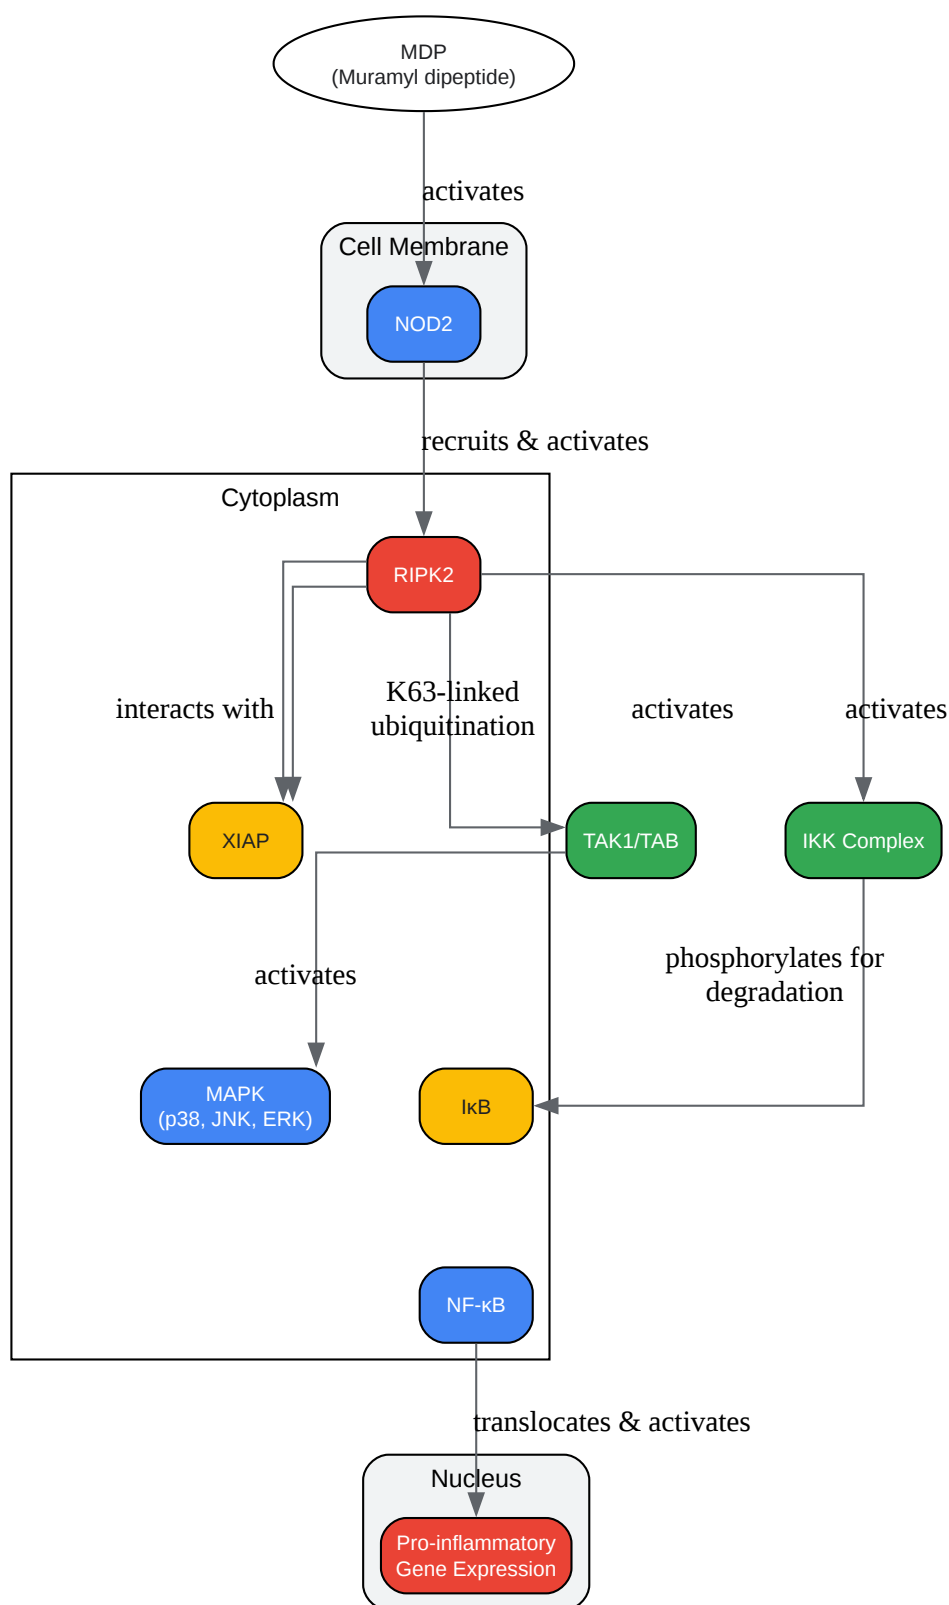 MDP
(Muramyl dipeptide)
activates
Cell Membrane
NOD2
recruits & activates
Cytoplasm
RIPK2
interacts with
K63-linked
ubiquitination
activates
activates
XIAP
TAK1/TAB
IKK Complex
activates
phosphorylates for
degradation
MAPK
(p38, JNK, ERK)
IκB
NF-κB
translocates & activates
Nucleus
Pro-inflammatory
Gene Expression